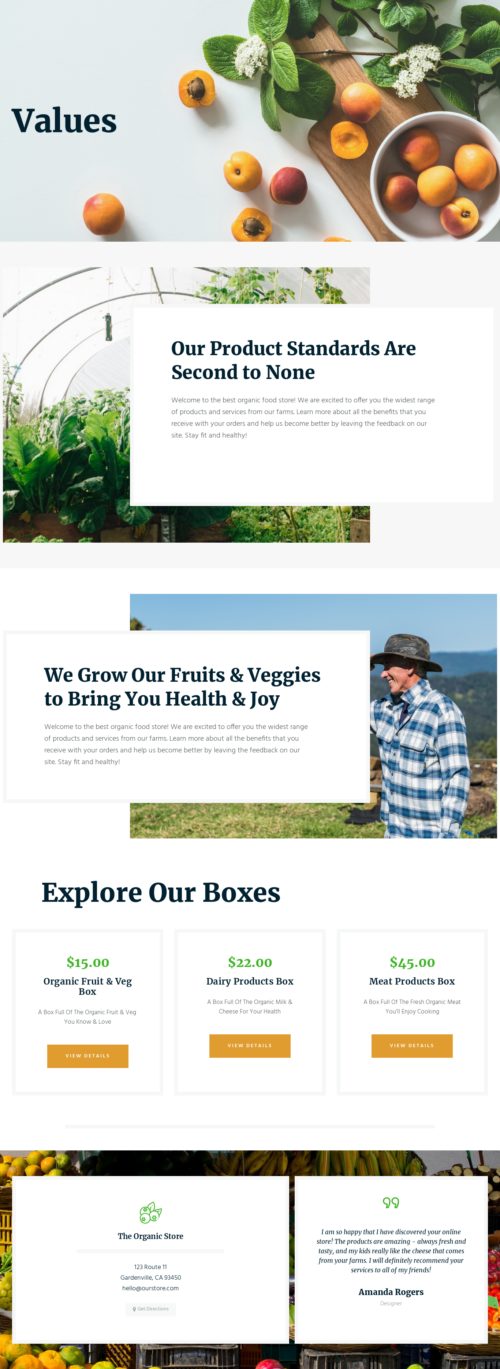 Values
Our Product Standards Are
Second to None
Welcome to the best organic food store! We are excited to offer you the widest range
of products and services from our farms. Learn more about all the benefits that you
receive with your orders and help us become better by leaving the feedback on our
site. Stay fit and healthy!
We Grow Our Fruits & Veggies
to Bring You Health & Joy
Welcome to the best organic food store! We are excited to offer you the widest range
of products and services from our farms. Learn more about all the benefits that you
receive with your orders and help us become better by leaving the feedback on our
site. Stay fit and healthy!
Explore Our Boxes
$15.00
Organic Fruit & Veg
Box
A Box Full Of The Organic Fruit & Veg
You Know & Love
VIEW DETAILS
$22.00
Dairy Products Box
A Box Full Of The Organic Milk &
Cheese For Your Health
VIEW DETAILS
$45.00
Meat Products Box
A Box Full Of The Fresh Organic Meat
You'll Enjoy Cooking
VIEW DETAILS
The Organic Store
123 Route 11
Gardenville, CA 93450
hello@ourstore.com
Get Directions
I am so happy that I have discovered your online
store! The products are amazing - always fresh and
tasty, and my kids really like the cheese that comes
from your farms. I will definitely recommend your
services to all of my friends!
Amanda Rogers
Designer